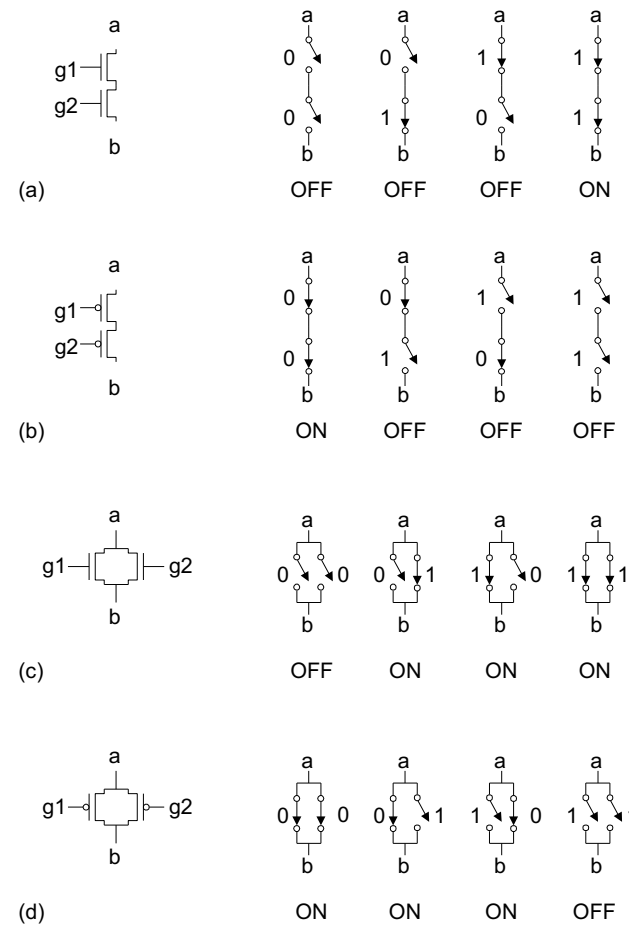 a a a a a
g1 0 0 1 1
g2 0 1 0 1
b b b b b
(a) OFF OFF OFF ON
a a a a a
g1 0 0 1 1
g2 0 1 0 1
b b b b b
(b) ON OFF OFF OFF
a a a a a
g1 g2 0 0 0 1 1 0 1 1
b b b b b
(c) OFF ON ON ON
a a a a a
g1 g2 0 0 0 1 1 0 1
b b b b b
(d) ON ON ON OFF